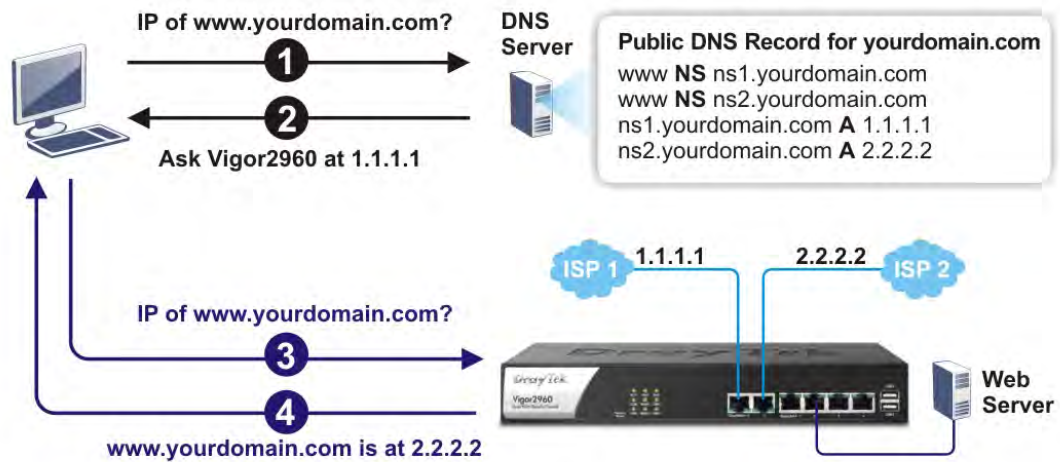 IP of www.yourdomain.com?
1
2
Ask Vigor2960 at 1.1.1.1
DNS
Server
Public DNS Record for yourdomain.com
www NS ns1.yourdomain.com
www NS ns2.yourdomain.com
ns1.yourdomain.com A 1.1.1.1
ns2.yourdomain.com A 2.2.2.2
ISP 1
1.1.1.1
2.2.2.2
ISP 2
IP of www.yourdomain.com?
3
4
www.yourdomain.com is at 2.2.2.2
DrayTek
DrayTek
Vigor2960
Web
Server